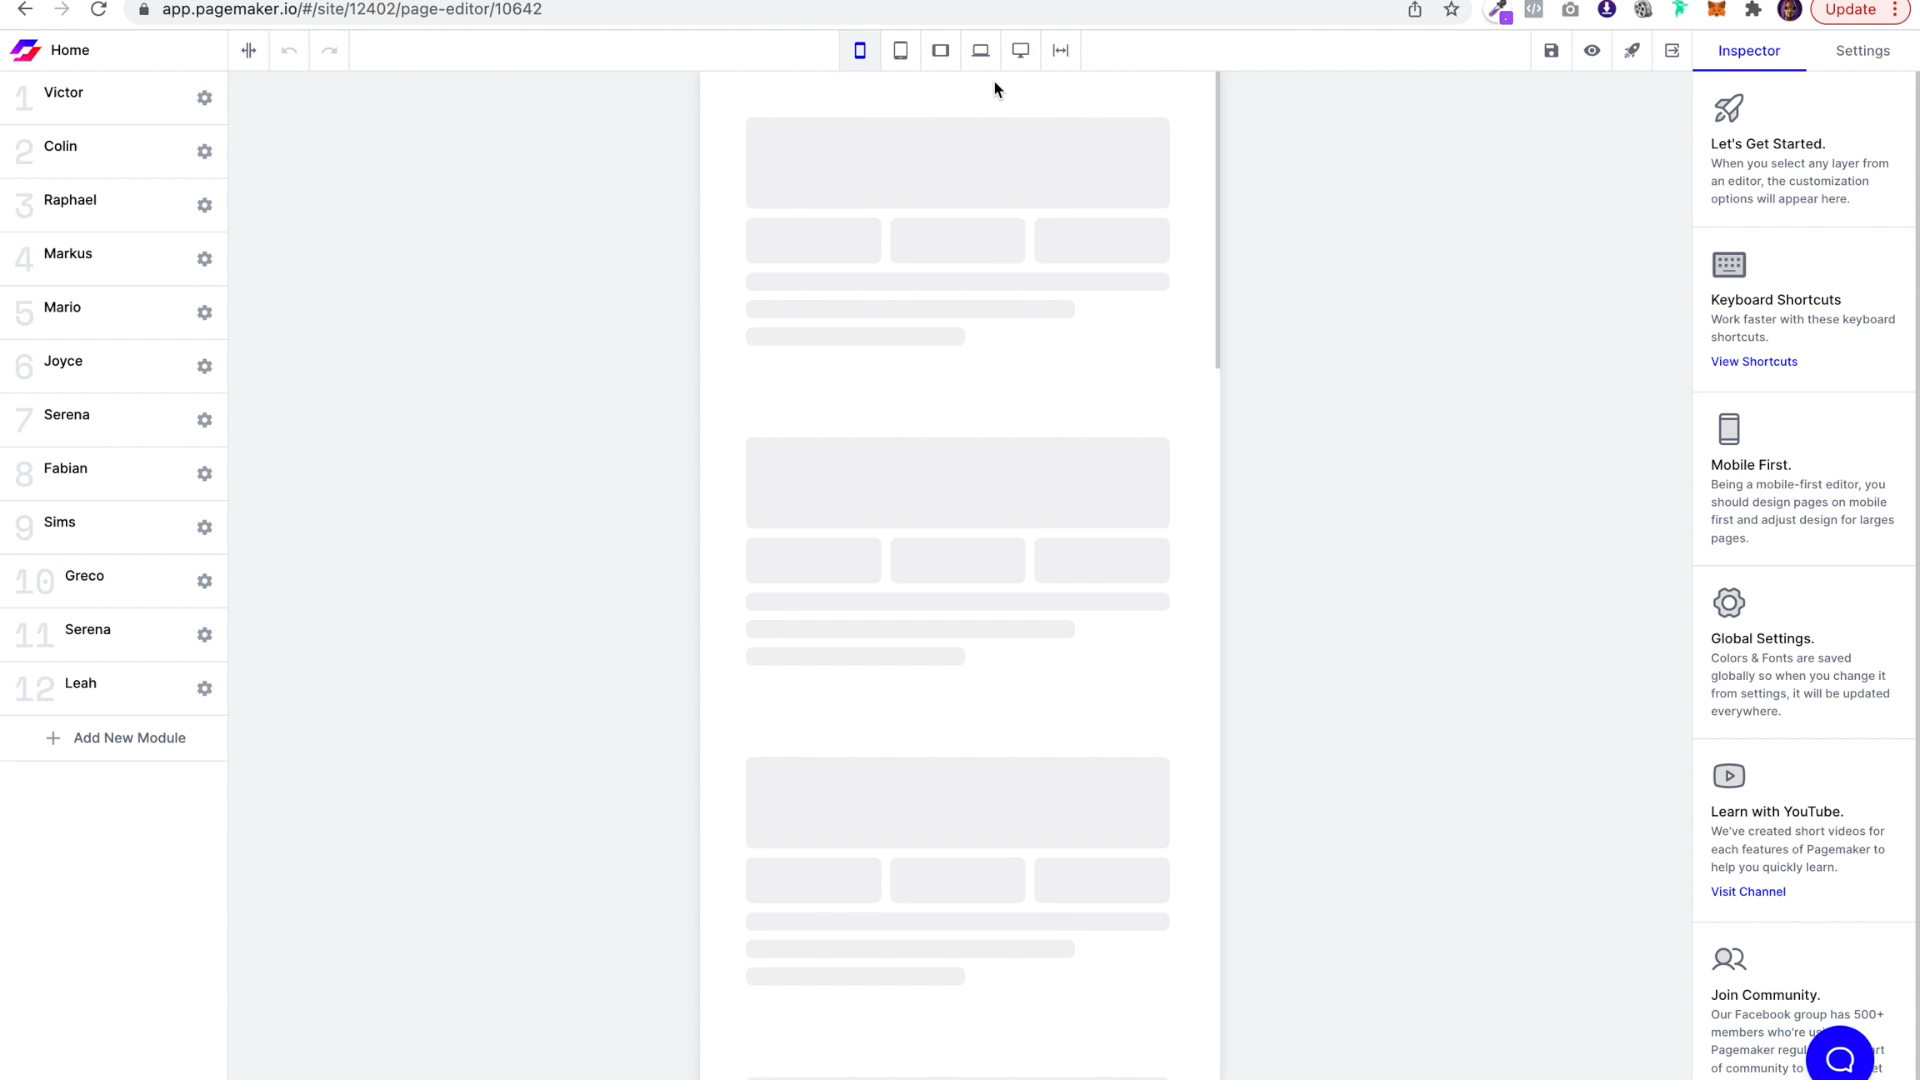 app.pagemaker.io/#/site/12402/page-editor/10642
Update
Home
Inspector
Settings
1 Victor
2 Colin
3 Raphael
4 Markus
5 Mario
6 Joyce
7 Serena
8 Fabian
9 Sims
10 Greco
11 Serena
12 Leah
Add New Module
Let's Get Started.
When you select any layer from
an editor, the customization
options will appear here.
Keyboard Shortcuts
Work faster with these keyboard
shortcuts.
View Shortcuts
Mobile First.
Being a mobile-first editor, you
should design pages on mobile
first and adjust design for larges
pages.
Global Settings.
Colors & Fonts are saved
globally so when you change it
from settings, it will be updated
everywhere.
Learn with YouTube.
We've created short videos for
each features of Pagemaker to
help you quickly learn.
Visit Channel
Join Community.
Our Facebook group has 500+
members who're
Pagemaker
of community to